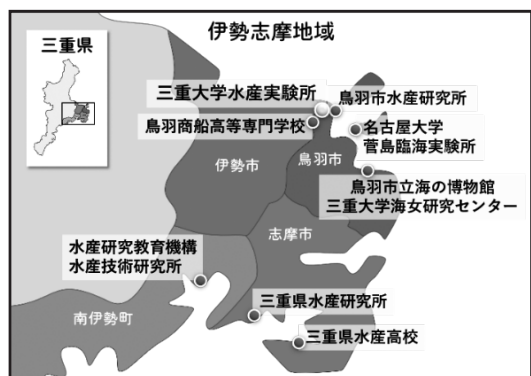 伊勢志摩地域
三重県
三重大学水産実験所
鳥羽市水産研究所
鳥羽商船高等専門学校
名古屋大学
菅島臨海実験所
伊勢市
鳥羽市
鳥羽市立海の博物館
三重大学海女研究センター
志摩市
水産研究教育機構
水産技術研究所
三重県水産研究所
南伊勢町
三重県水産高校